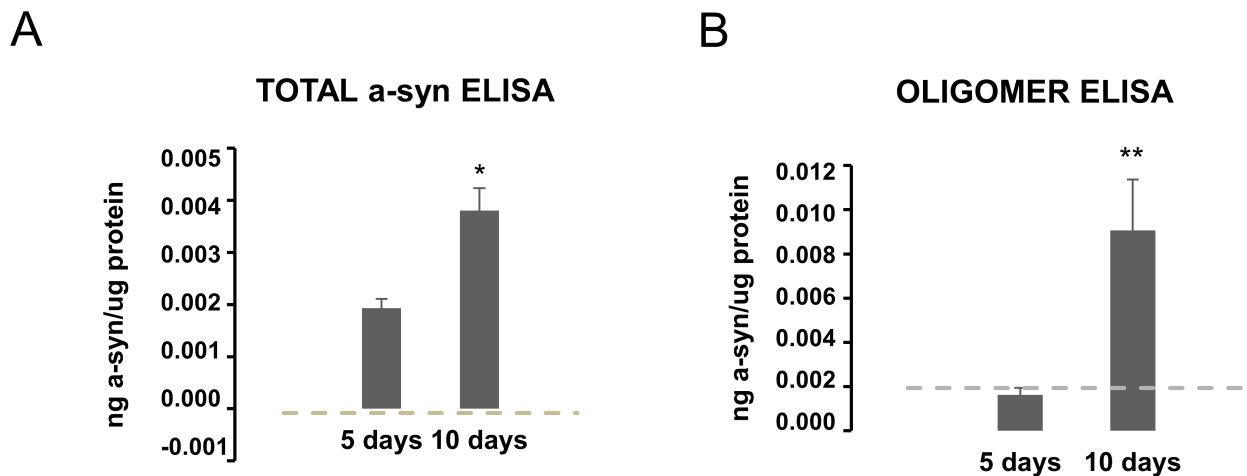 A
TOTAL a-syn ELISA
ng a-syn/ug protein
0.005
0.004
0.003
0.002
0.001
0.000
-0.001
*
5 days 10 days
B
OLIGOMER ELISA
ng a-syn/ug protein
0.012
0.010
0.008
0.006
0.004
0.002
0.000
**
5 days 10 days